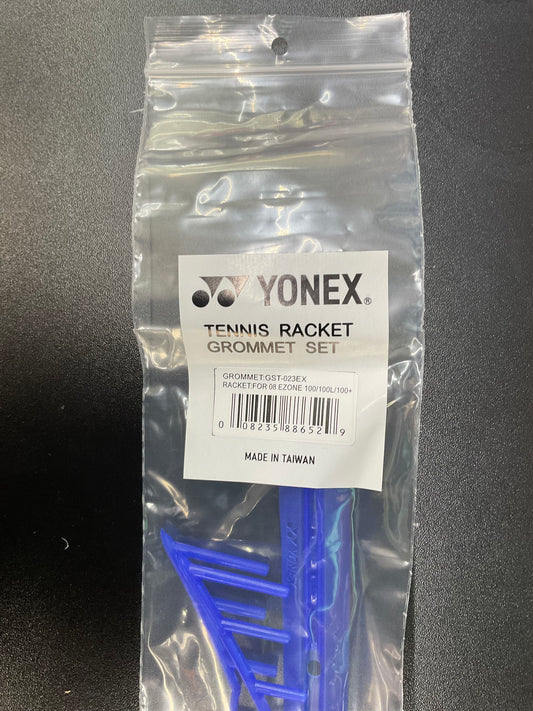 YONEX®
TENNIS RACKET
GROMMET SET
GROMMET:GST-023EX
RACKET:FOR 08 EZONE 100/100L/100+
0 08235 88652 9
MADE IN TAIWAN